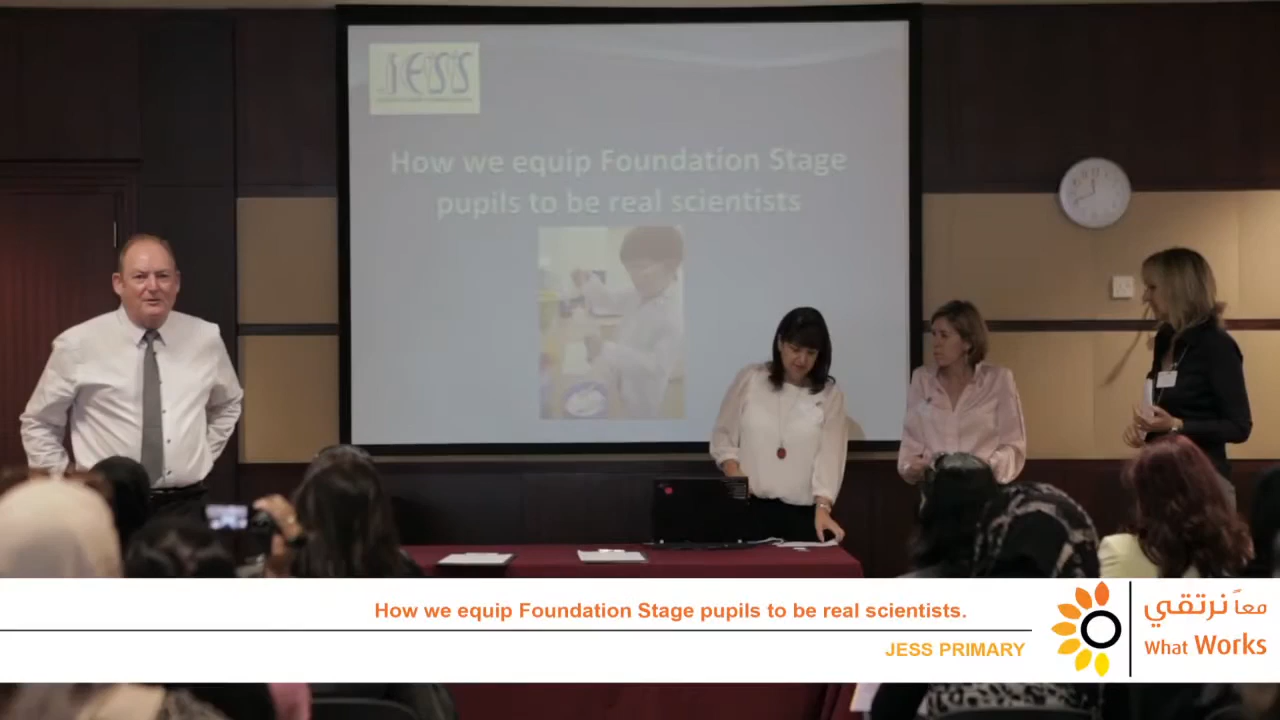 JESS
How we equip Foundation Stage
pupils to be real scientists
How we equip Foundation Stage pupils to be real scientists.
JESS PRIMARY
معاً نرتقي
What Works